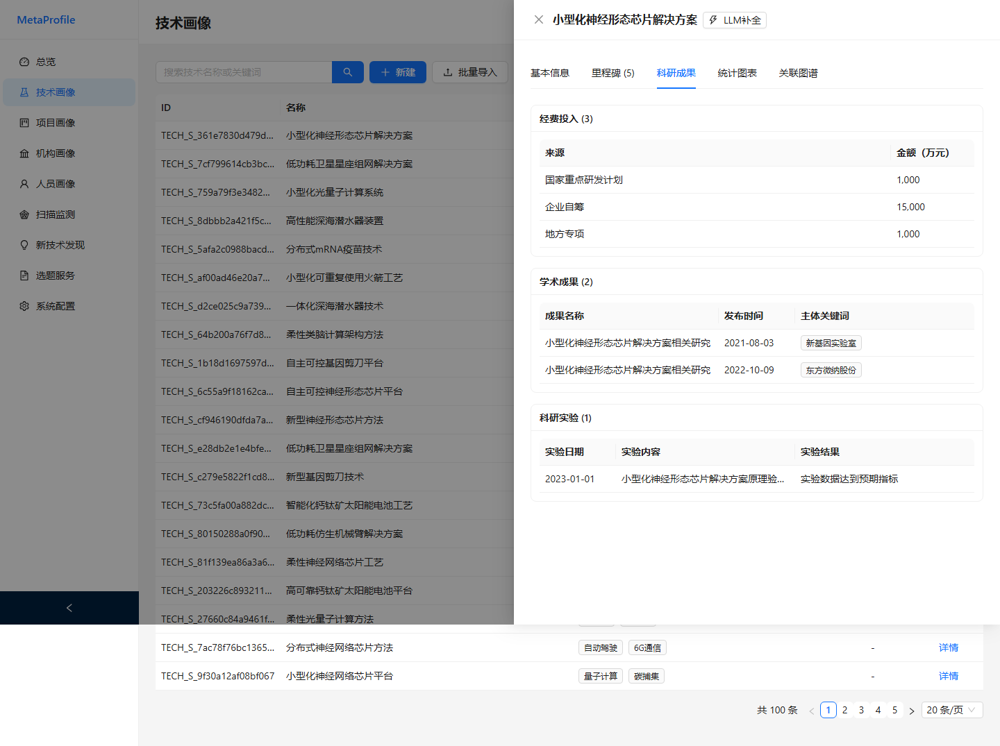 MetaProfile
总览
技术画像
项目画像
机构画像
人员画像
扫描监测
新技术发现
选题服务
系统配置
技术画像
搜索技术名称或关键词
新建
批量导入
ID 名称
TECH_S_361e7830d479d... 小型化神经形态芯片解决方案
TECH_S_7cf799614cb3bc... 低功耗卫星星座组网解决方案
TECH_S_759a79f3e3482... 小型化光量子计算系统
TECH_S_8dbbb2a421f5c... 高性能深海潜水器装置
TECH_S_5afa2c0988bacd... 分布式mRNA疫苗技术
TECH_S_af00ad46e20a7... 小型化可重复使用火箭工艺
TECH_S_d2ce025c9a739... 一体化深海潜水器技术
TECH_S_64b200a76f7d8... 柔性类脑计算架构方法
TECH_S_1b18d1697597d... 自主可控基因剪刀平台
TECH_S_6c55a9f18162ca... 自主可控神经形态芯片平台
TECH_S_cf946190dfda7a... 新型神经形态芯片方法
TECH_S_e28db2e1e4bfe... 低功耗卫星星座组网解决方案
TECH_S_c279e5822f1cd8... 新型基因剪刀技术
TECH_S_73c5fa00a882dc... 智能化钙钛矿太阳能电池工艺
TECH_S_80150288a0f90... 低功耗仿生机械臂解决方案
TECH_S_81f139ea86a3a6... 柔性神经网络芯片工艺
TECH_S_203226c893211... 高可靠钙钛矿太阳能电池平台
TECH_S_27660c84a9461f... 柔性光量子计算方法
TECH_S_7ac78f76bc1365... 分布式神经网络芯片方法 自动驾驶 6G通信 - 详情
TECH_S_9f30a12af08bf067 小型化神经网络芯片平台 量子计算 碳捕集 - 详情
共 100 条 1 2 3 4 5 20 条/页
小型化神经形态芯片解决方案 LLM补全
基本信息 里程碑 (5) 科研成果 统计图表 关联图谱
经费投入 (3)
来源 金额（万元）
国家重点研发计划 1,000
企业自筹 15,000
地方专项 1,000
学术成果 (2)
成果名称 发布时间 主体关键词
小型化神经形态芯片解决方案相关研究 2021-08-03 新基因实验室
小型化神经形态芯片解决方案相关研究 2022-10-09 东方微纳股份
科研实验 (1)
实验日期 实验内容 实验结果
2023-01-01 小型化神经形态芯片解决方案原理验... 实验数据达到预期指标